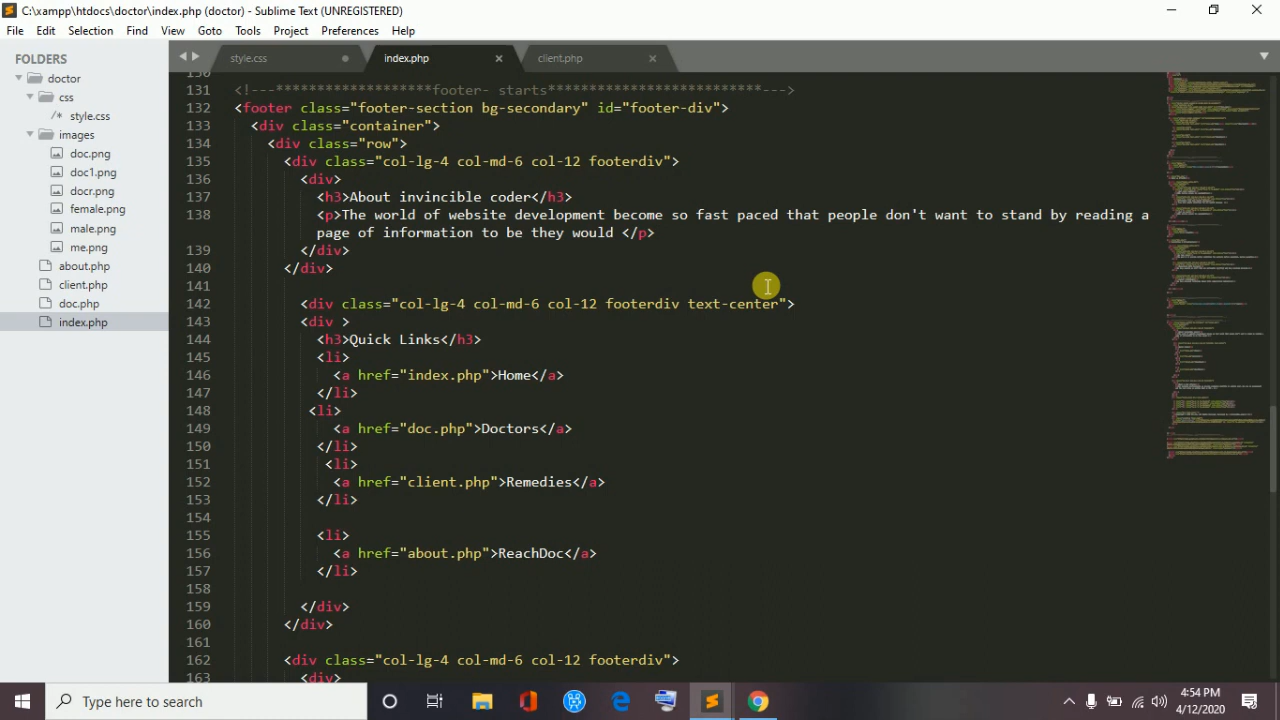 C:\xampp\htdocs\doctor\index.php (doctor) - Sublime Text (UNREGISTERED)
File Edit Selection Find View Goto Tools Project Preferences Help
FOLDERS
doctor
css
/* style.css
images
doc.png
doc1.png
docr.png
female.png
male.png
me.png
about.php
client.php
doc.php
index.php
style.css index.php client.php
130
131 <!---*******************footer- starts**************************--->
132 <footer class="footer-section bg-secondary" id="footer-div">
133 <div class="container">
134 <div class="row">
135 <div class="col-lg-4 col-md-6 col-12 footerdiv">
136 <div>
137 <h3>About invincible Coder</h3>
138 <p>The world of website development become so fast paced that people don't want to stand by reading a
page of information to be they would </p>
139 </div>
140 </div>
141
142 <div class="col-lg-4 col-md-6 col-12 footerdiv text-center">
143 <div >
144 <h3>Quick Links</h3>
145 <li>
146 <a href="index.php">Home</a>
147 </li>
148 <li>
149 <a href="doc.php">Doctors</a>
150 </li>
151 <li>
152 <a href="client.php">Remedies</a>
153 </li>
154
155 <li>
156 <a href="about.php">ReachDoc</a>
157 </li>
158
159 </div>
160 </div>
161
162 <div class="col-lg-4 col-md-6 col-12 footerdiv">
163 <div>
Type here to search
4:54 PM
4/12/2020